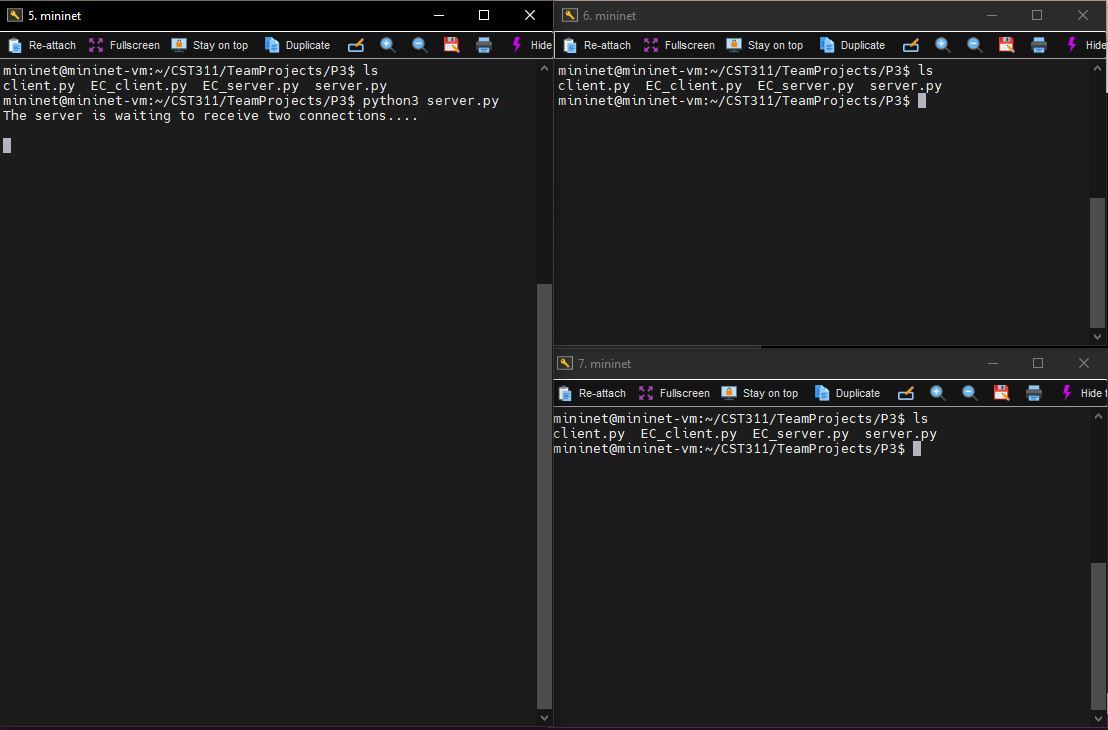 5. mininet
Re-attach Fullscreen Stay on top Duplicate Hide
mininet@mininet-vm:~/CST311/TeamProjects/P3$ ls
client.py  EC_client.py  EC_server.py  server.py
mininet@mininet-vm:~/CST311/TeamProjects/P3$ python3 server.py
The server is waiting to receive two connections....
6. mininet
Re-attach Fullscreen Stay on top Duplicate Hide
mininet@mininet-vm:~/CST311/TeamProjects/P3$ ls
client.py  EC_client.py  EC_server.py  server.py
mininet@mininet-vm:~/CST311/TeamProjects/P3$
7. mininet
Re-attach Fullscreen Stay on top Duplicate Hide t
mininet@mininet-vm:~/CST311/TeamProjects/P3$ ls
client.py  EC_client.py  EC_server.py  server.py
mininet@mininet-vm:~/CST311/TeamProjects/P3$